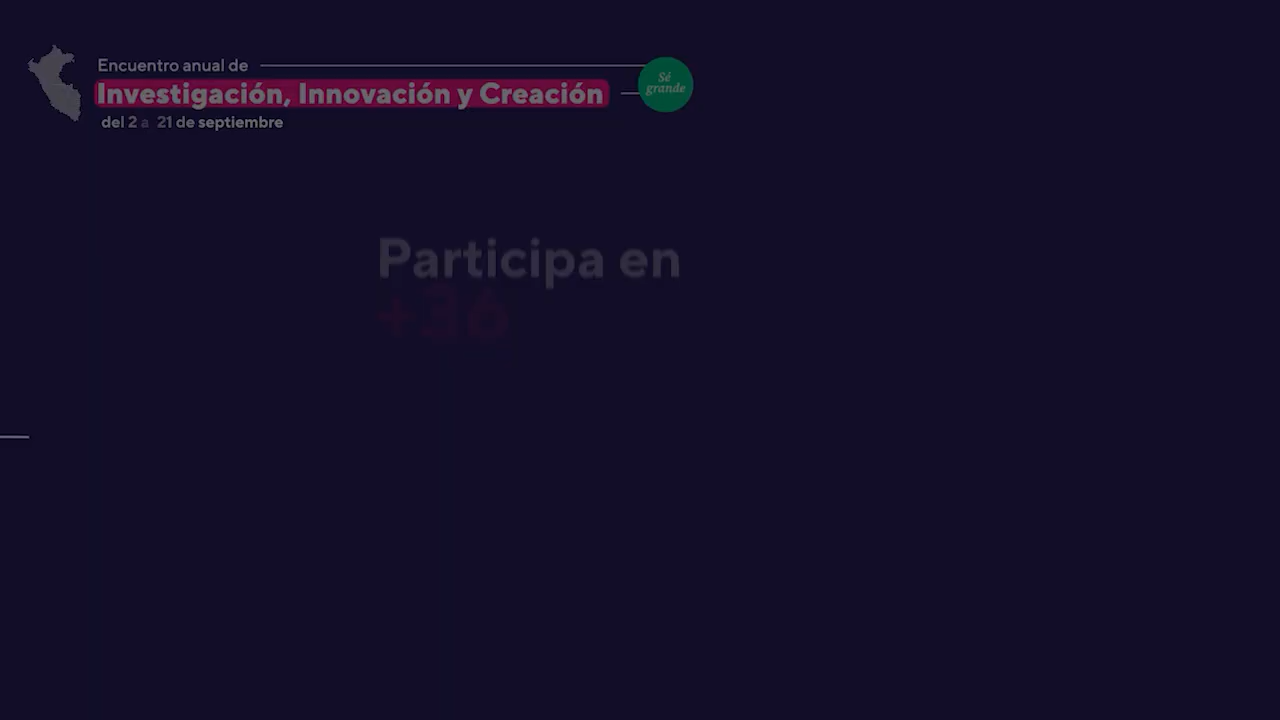 Encuentro anual de
Investigación, Innovación y Creación
del 2 a 21 de septiembre
Sé
grande
Participa en
+36